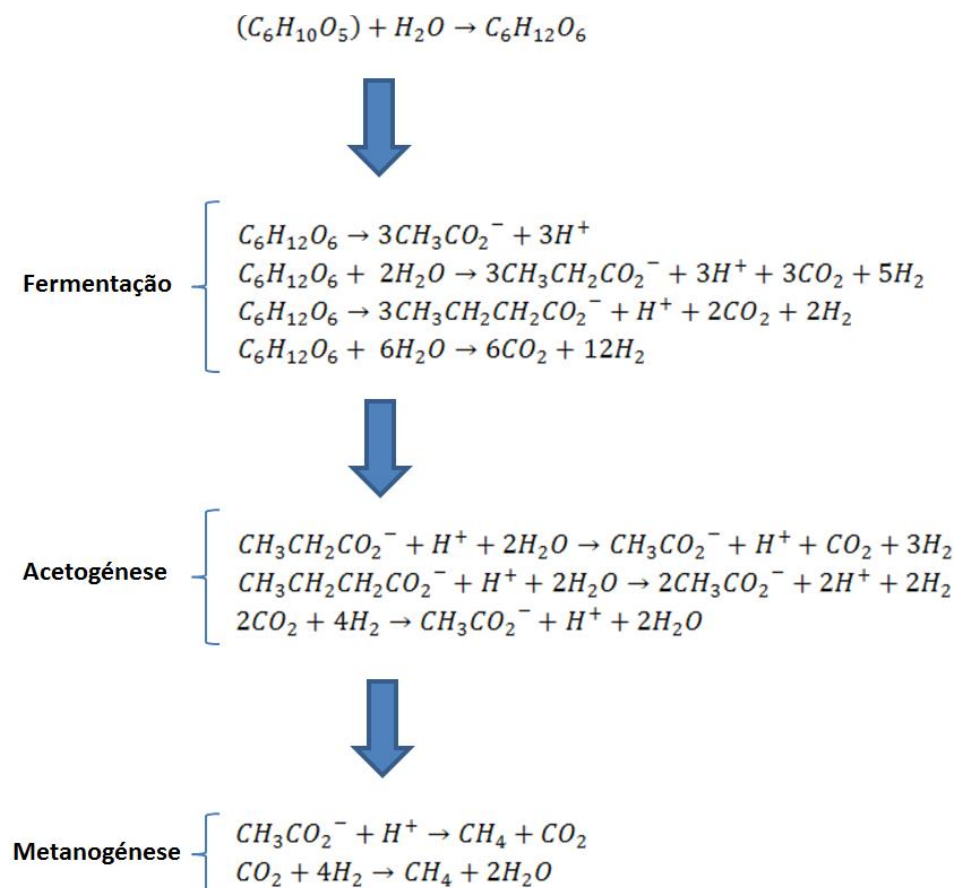 (C₆H₁₀O₅) + H₂O → C₆H₁₂O₆
Fermentação
C₆H₁₂O₆ → 3CH₃CO₂⁻ + 3H⁺
C₆H₁₂O₆ + 2H₂O → 3CH₃CH₂CO₂⁻ + 3H⁺ + 3CO₂ + 5H₂
C₆H₁₂O₆ → 3CH₃CH₂CH₂CO₂⁻ + H⁺ + 2CO₂ + 2H₂
C₆H₁₂O₆ + 6H₂O → 6CO₂ + 12H₂
Acetogénese
CH₃CH₂CO₂⁻ + H⁺ + 2H₂O → CH₃CO₂⁻ + H⁺ + CO₂ + 3H₂
CH₃CH₂CH₂CO₂⁻ + H⁺ + 2H₂O → 2CH₃CO₂⁻ + 2H⁺ + 2H₂
2CO₂ + 4H₂ → CH₃CO₂⁻ + H⁺ + 2H₂O
Metanogénese
CH₃CO₂⁻ + H⁺ → CH₄ + CO₂
CO₂ + 4H₂ → CH₄ + 2H₂O